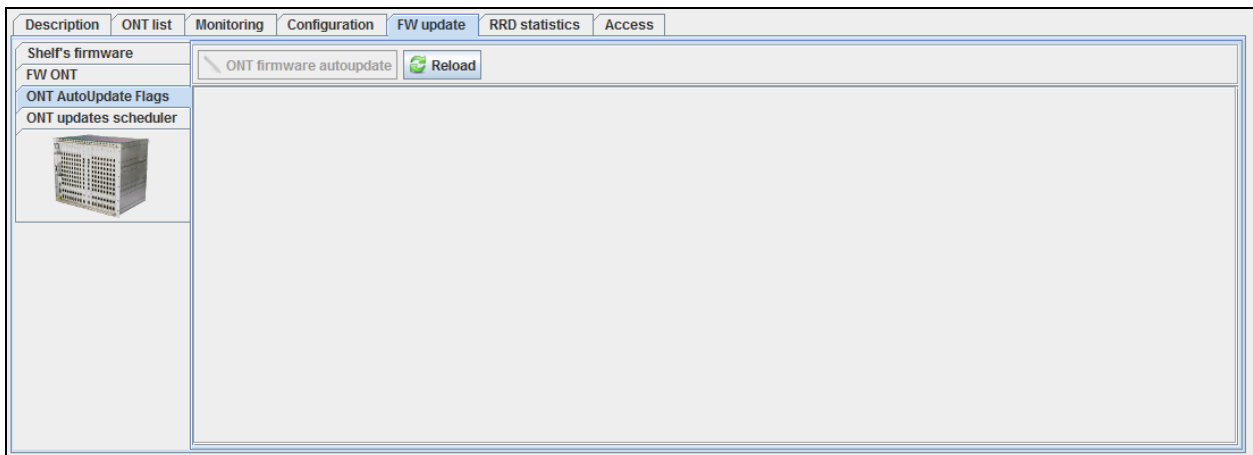 Description ONT list Monitoring Configuration FW update RRD statistics Access
Shelf's firmware
FW ONT
ONT AutoUpdate Flags
ONT updates scheduler
ONT firmware autoupdate Reload